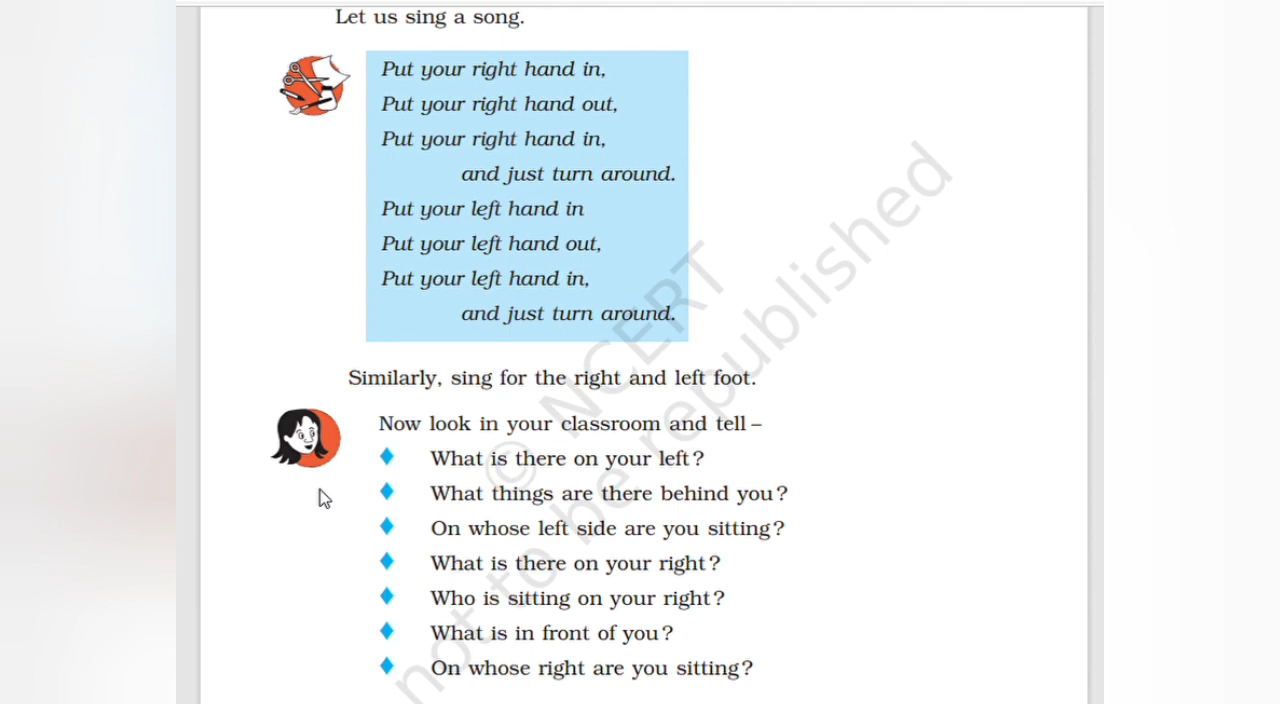 Let us sing a song.
Put your right hand in,
Put your right hand out,
Put your right hand in,
and just turn around.
Put your left hand in
Put your left hand out,
Put your left hand in,
and just turn around.
Similarly, sing for the right and left foot.
Now look in your classroom and tell –
♦ What is there on your left?
♦ What things are there behind you?
♦ On whose left side are you sitting?
♦ What is there on your right?
♦ Who is sitting on your right?
♦ What is in front of you?
♦ On whose right are you sitting?
© NCERT
not to be republished